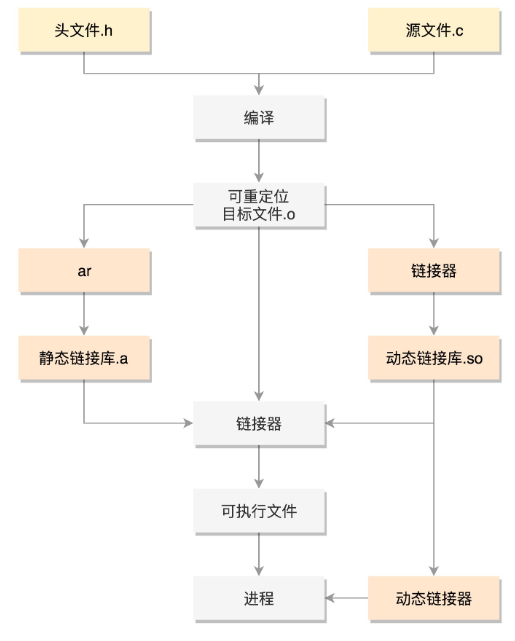 头文件.h
源文件.c
编译
可重定位
目标文件.o
ar
链接器
静态链接库.a
动态链接库.so
链接器
可执行文件
进程
动态链接器